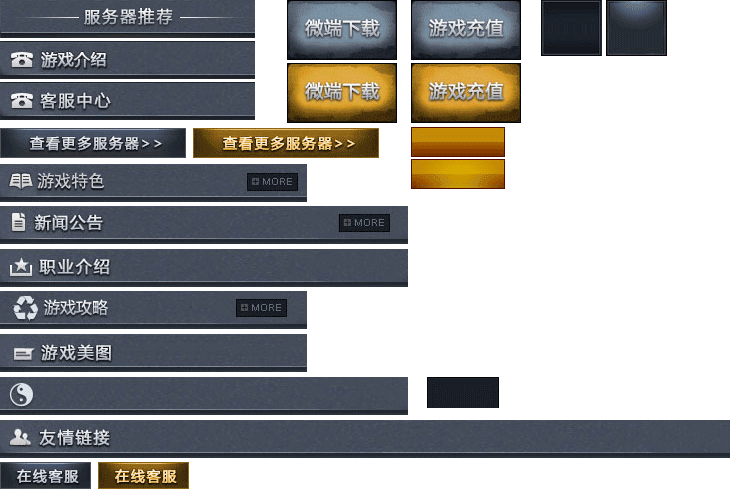 服务器推荐
微端下载 游戏充值
游戏介绍
微端下载 游戏充值
客服中心
查看更多服务器>> 查看更多服务器>>
游戏特色 MORE
新闻公告 MORE
职业介绍
游戏攻略 MORE
游戏美图
友情链接
在线客服 在线客服